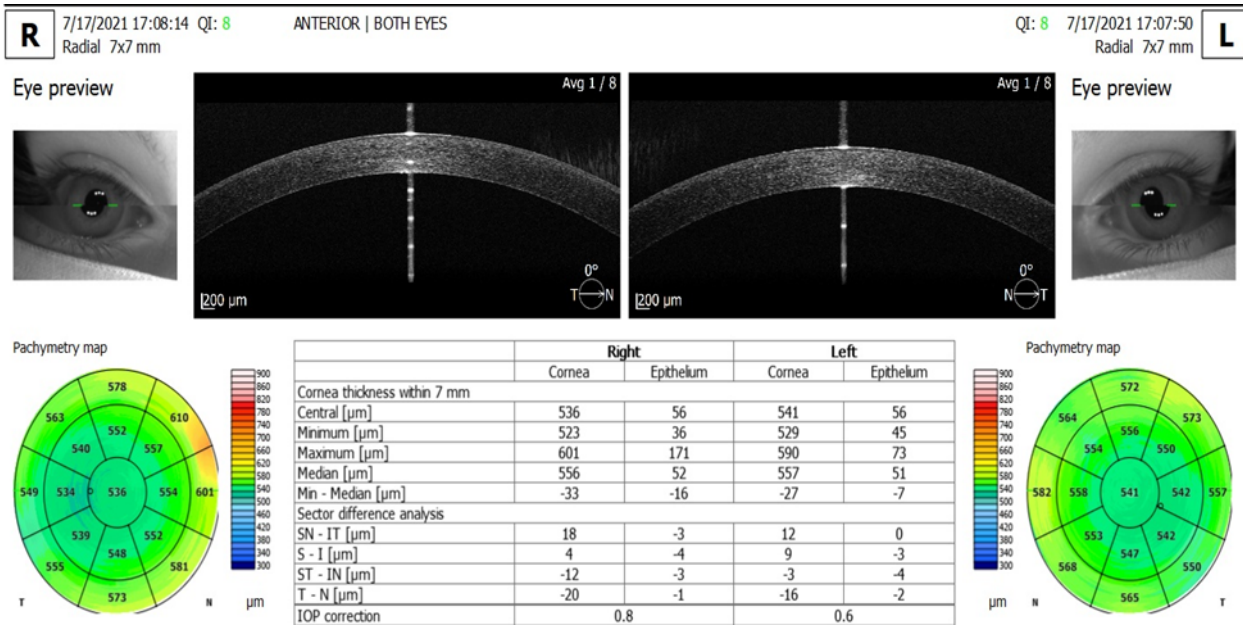 R 7/17/2021 17:08:14 QI: 8 ANTERIOR | BOTH EYES QI: 8 7/17/2021 17:07:50 L
Radial 7x7 mm Radial 7x7 mm
Eye preview Avg 1 / 8 Avg 1 / 8 Eye preview
0° 0°
T N N T
200 µm 200 µm
Pachymetry map
900
860
820
780
740
700
660
620
580
540
500
460
420
380
340
300
µm
578
563 610
552
540 557
549 534 536 554 601
539 552
548
555 581
573
T N
Right Left
Cornea Epithelium Cornea Epithelium
Cornea thickness within 7 mm
Central [µm] 536 56 541 56
Minimum [µm] 523 36 529 45
Maximum [µm] 601 171 590 73
Median [µm] 556 52 557 51
Min - Median [µm] -33 -16 -27 -7
Sector difference analysis
SN - IT [µm] 18 -3 12 0
S - I [µm] 4 -4 9 -3
ST - IN [µm] -12 -3 -3 -4
T - N [µm] -20 -1 -16 -2
IOP correction 0.8 0.6
Pachymetry map
900
860
820
780
740
700
660
620
580
540
500
460
420
380
340
300
µm
572
564 573
556
554 550
582 558 541 542 557
553 542
547
568 550
565
N T